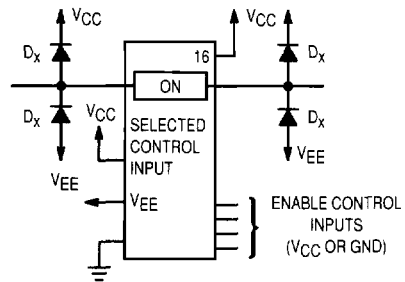 VCC
VCC
DX
16
DX
ON
DX
VCC
SELECTED
CONTROL
INPUT
DX
VEE
VEE
VEE
ENABLE CONTROL
INPUTS
(VCC OR GND)